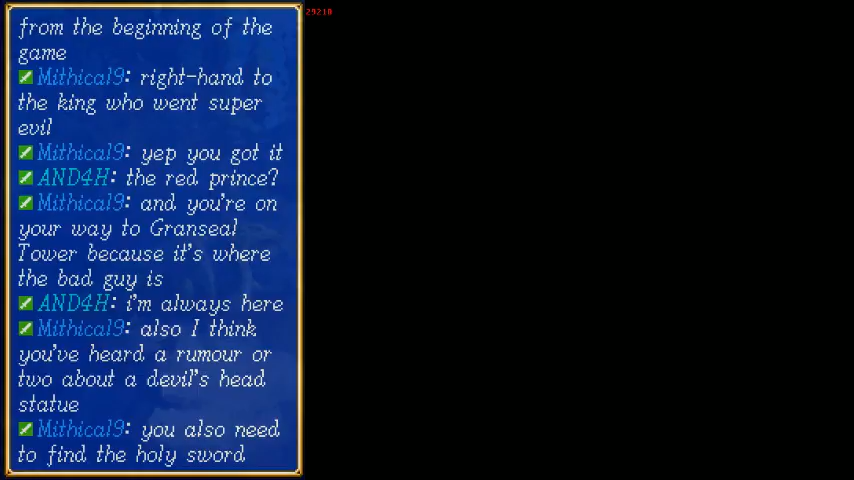 from the beginning of the
game
Mithical9: right-hand to
the king who went super
evil
Mithical9: yep you got it
AND4H: the red prince?
Mithical9: and you're on
your way to Granseal
Tower because it's where
the bad guy is
AND4H: i'm always here
Mithical9: also I think
you've heard a rumour or
two about a devil's head
statue
Mithical9: you also need
to find the holy sword
29210